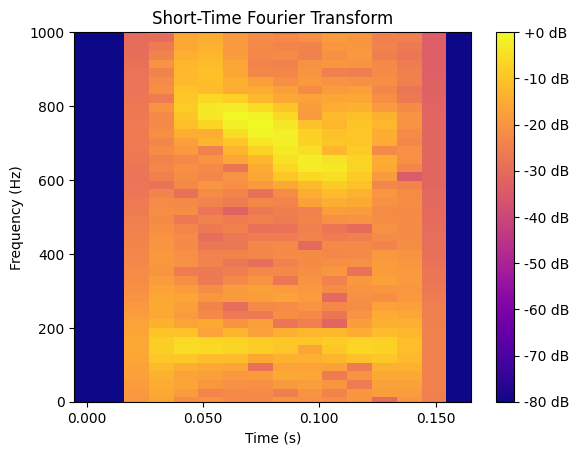 Short-Time Fourier Transform
1000
800
600
400
200
0
Frequency (Hz)
0.000
0.050
0.100
0.150
Time (s)
+0 dB
-10 dB
-20 dB
-30 dB
-40 dB
-50 dB
-60 dB
-70 dB
-80 dB